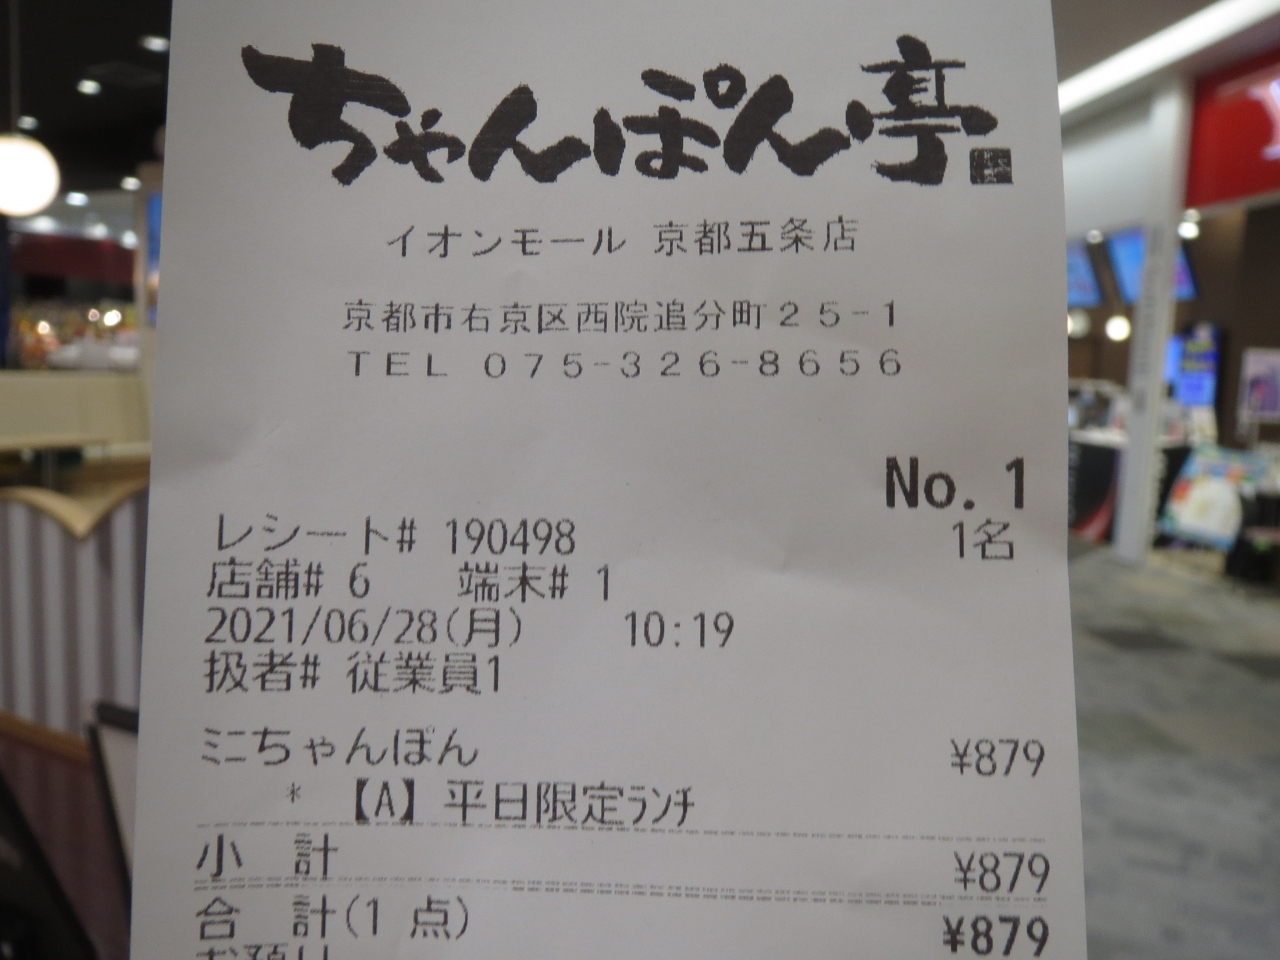 ちゃんぽん亭
イオンモール 京都五条店
京都市右京区西院追分町25-1
TEL 075-326-8656
No.1
レシート# 190498 1名
店舗# 6 端末# 1
2021/06/28(月) 10:19
扱者# 従業員1
ミニちゃんぽん ¥879
* 【A】平日限定ランチ
小 計 ¥879
合 計(1 点) ¥879
お預り